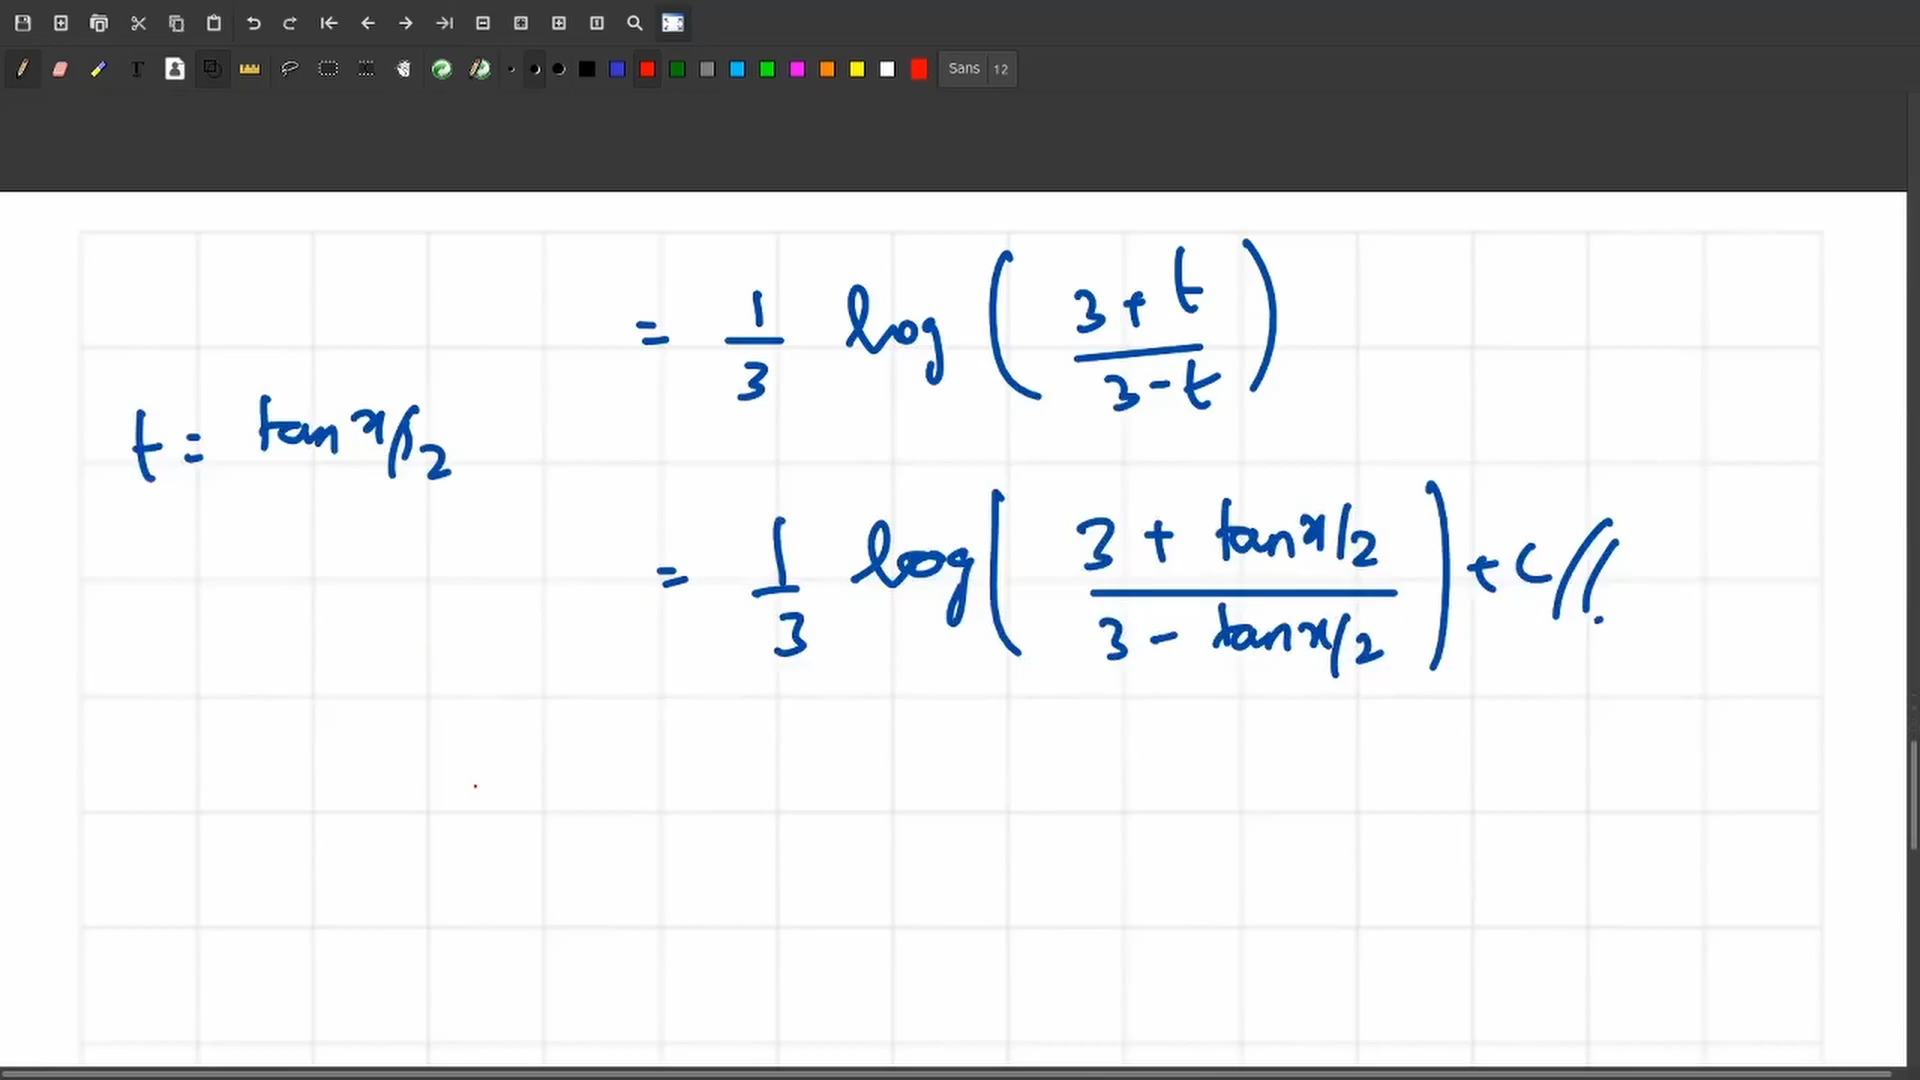 Sans 12
= 1/3 log ( 3 + t / 3 - t )
t = tan x/2
= 1/3 log ( 3 + tan x/2 / 3 - tan x/2 ) + C //.